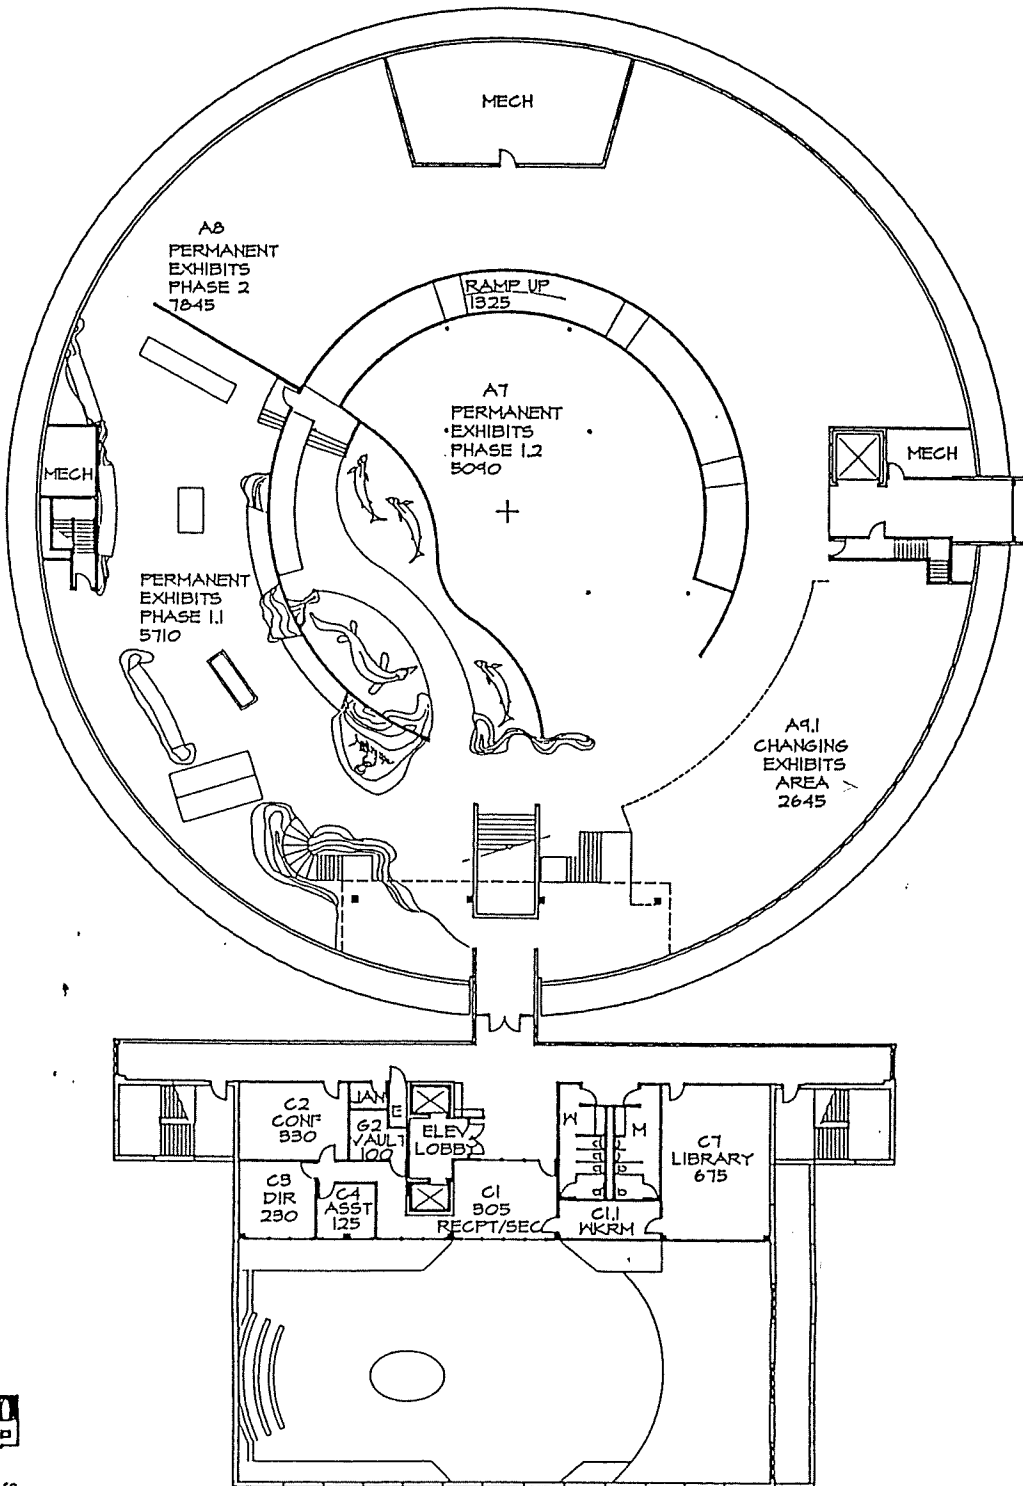 MECH
A8
PERMANENT
EXHIBITS
PHASE 2
7845
RAMP UP
1325
A7
PERMANENT
EXHIBITS
PHASE 1.2
5090
MECH
MECH
PERMANENT
EXHIBITS
PHASE 1.1
5710
A9.1
CHANGING
EXHIBITS
AREA
2645
C2
CONF
330
JAN
E
G2
VAULT
100
ELEV
LOBBY
W
M
C7
LIBRARY
675
C3
DIR
230
C4
ASST
125
C1
305
RECPT/SEC
C1.1
WKRM